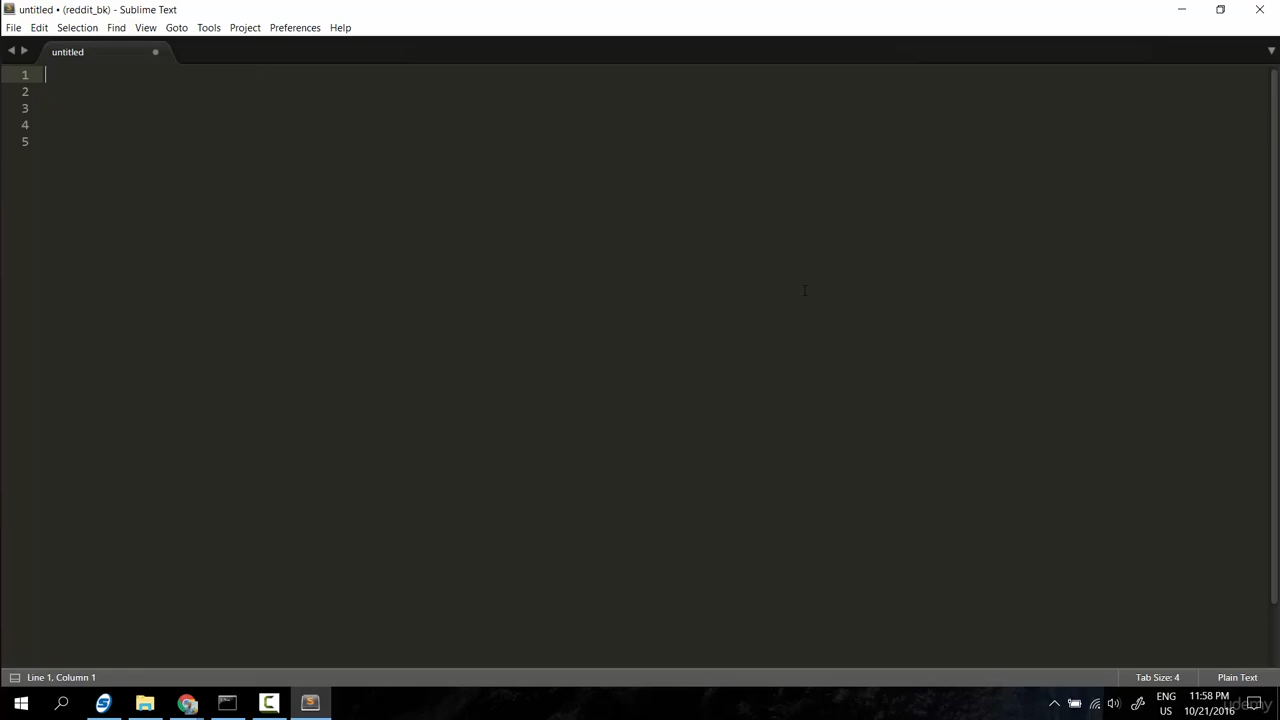 untitled • (reddit_bk) - Sublime Text
File Edit Selection Find View Goto Tools Project Preferences Help
untitled
1
2
3
4
5
Line 1, Column 1
Tab Size: 4
Plain Text
ENG
US
11:58 PM
10/21/2016
udemy